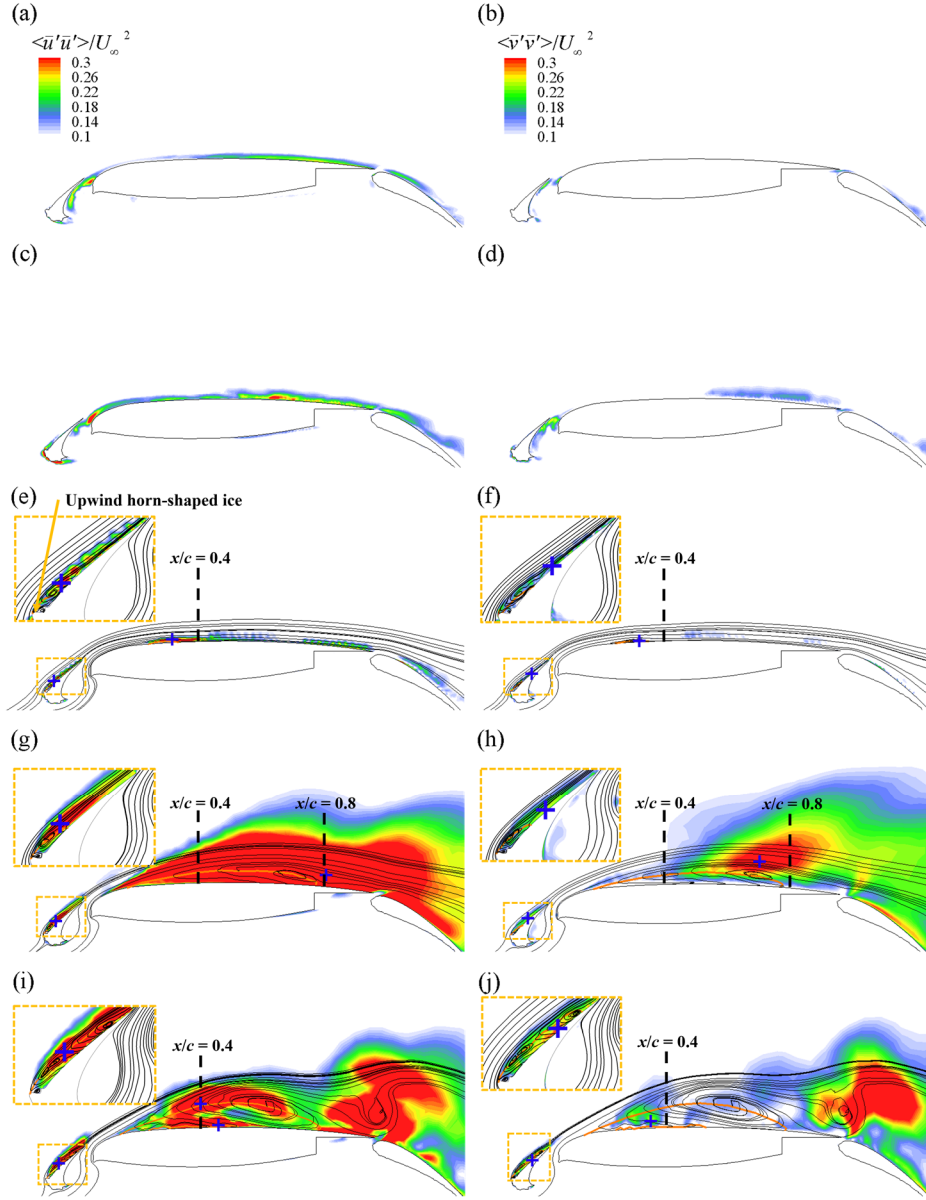 (a)
(b)
<u̅′u̅′>/U∞²
<v̅′v̅′>/U∞²
0.3
0.26
0.22
0.18
0.14
0.1
0.3
0.26
0.22
0.18
0.14
0.1
(c)
(d)
(e)
Upwind horn-shaped ice
x/c = 0.4
(f)
x/c = 0.4
(g)
x/c = 0.4
x/c = 0.8
(h)
x/c = 0.4
x/c = 0.8
(i)
x/c = 0.4
(j)
x/c = 0.4